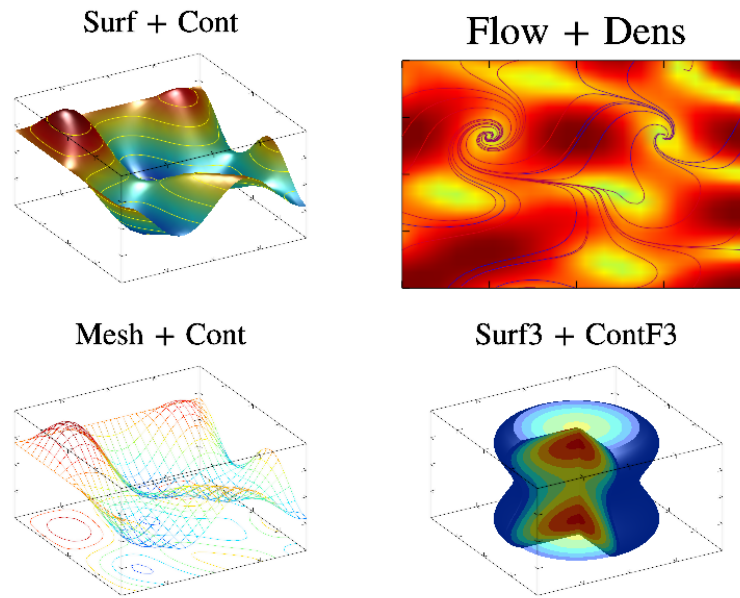 Surf + Cont
Flow + Dens
Mesh + Cont
Surf3 + ContF3